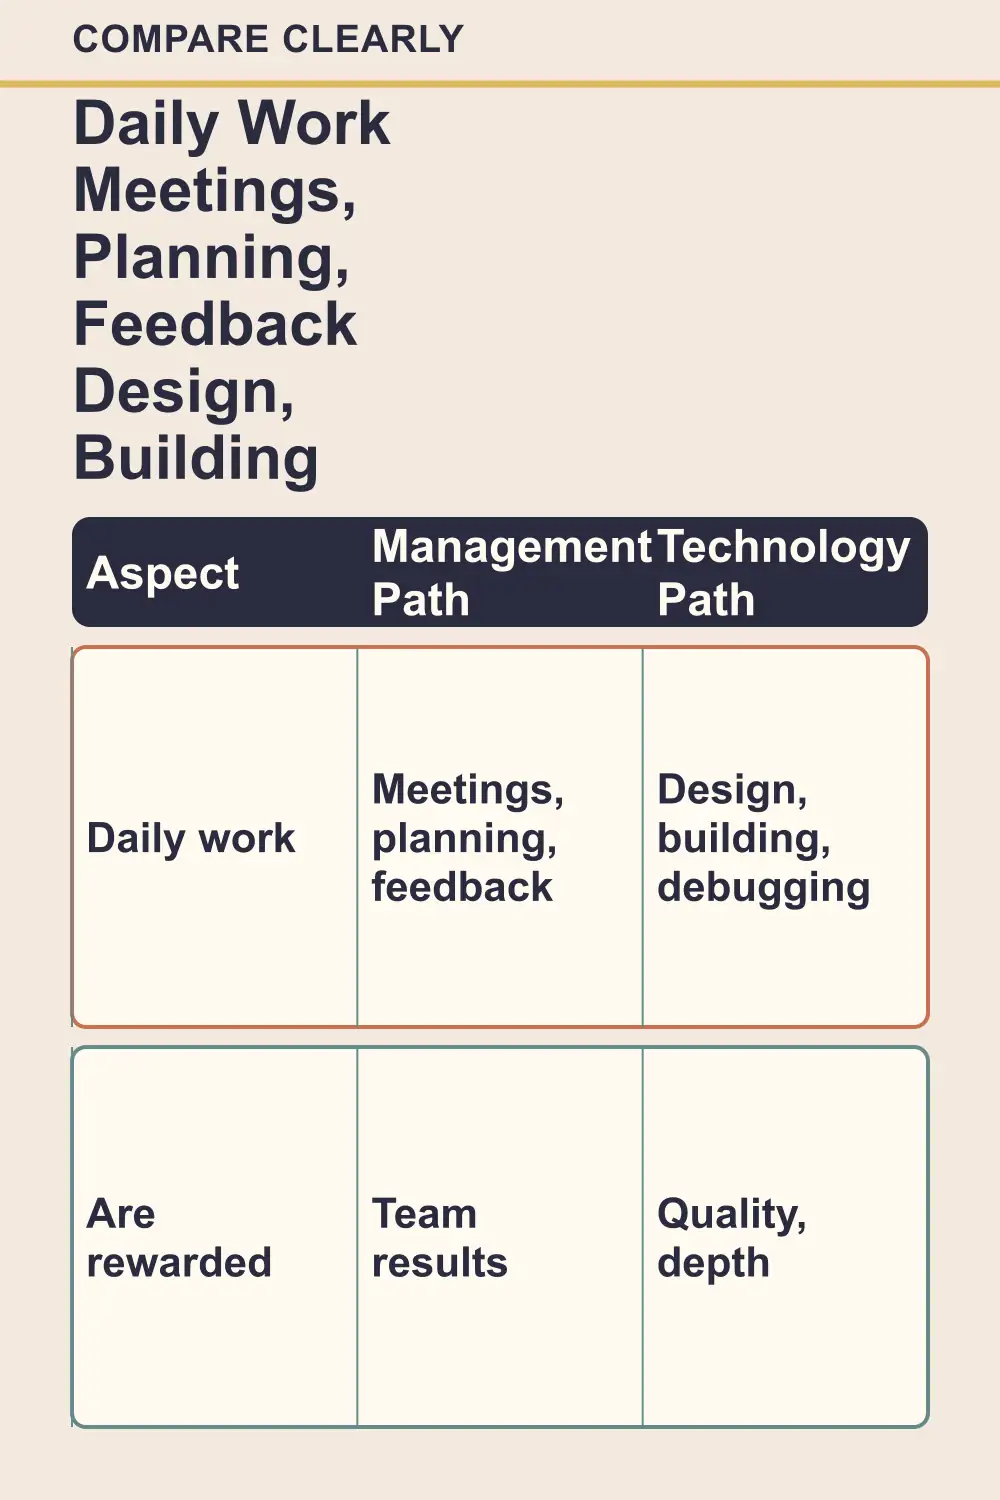 COMPARE CLEARLY
Daily Work
Meetings,
Planning,
Feedback
Design,
Building
Aspect
Management
Path
Technology
Path
Daily work
Meetings,
planning,
feedback
Design,
building,
debugging
Are
rewarded
Team
results
Quality,
depth